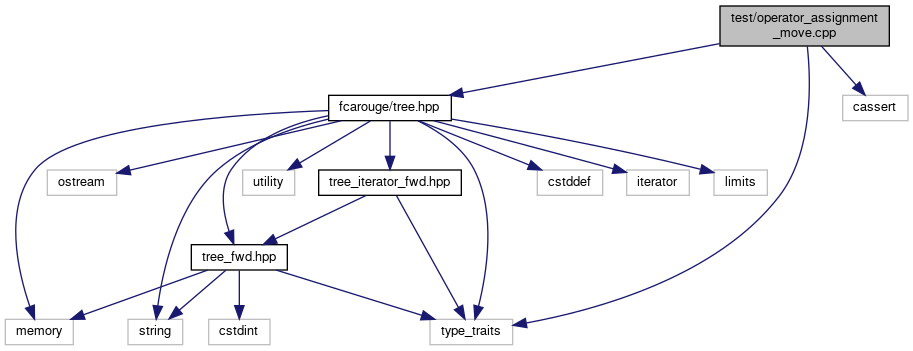 test/operator_assignment
_move.cpp
fcarouge/tree.hpp
cassert
ostream
utility
tree_iterator_fwd.hpp
cstddef
iterator
limits
tree_fwd.hpp
memory
string
cstdint
type_traits